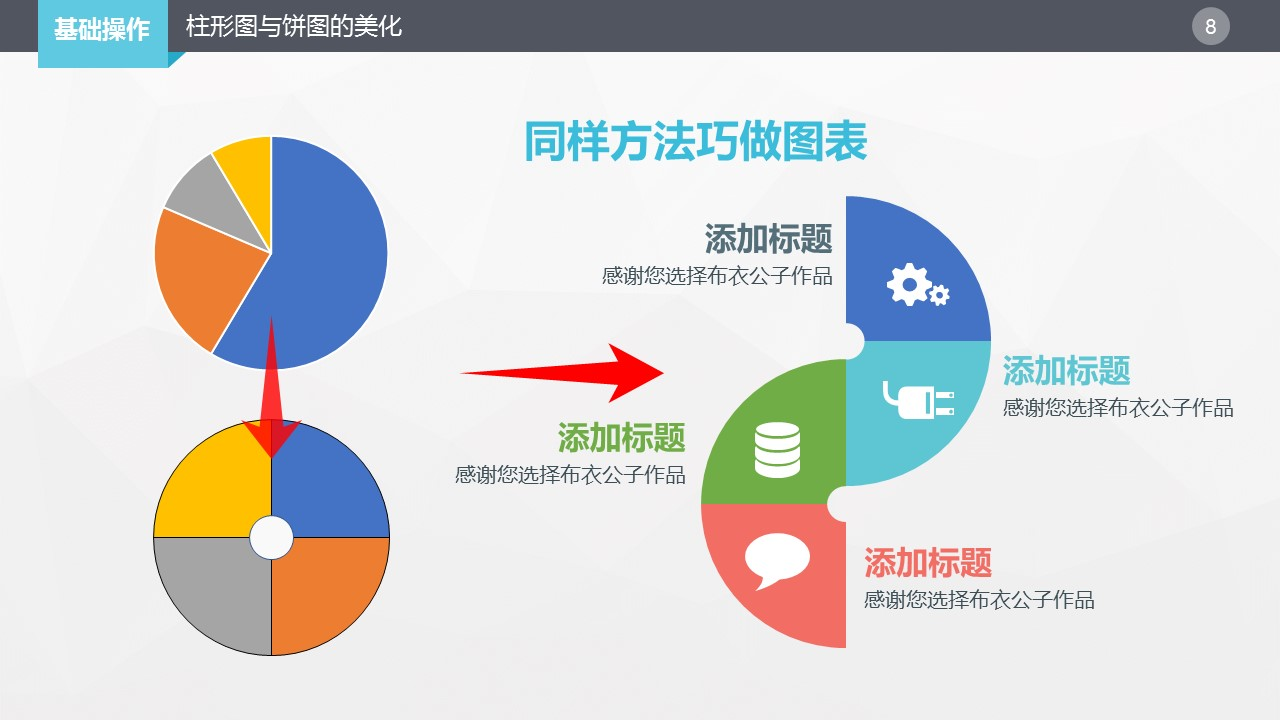 基础操作
柱形图与饼图的美化
8
同样方法巧做图表
添加标题
感谢您选择布衣公子作品
添加标题
感谢您选择布衣公子作品
添加标题
感谢您选择布衣公子作品
添加标题
感谢您选择布衣公子作品